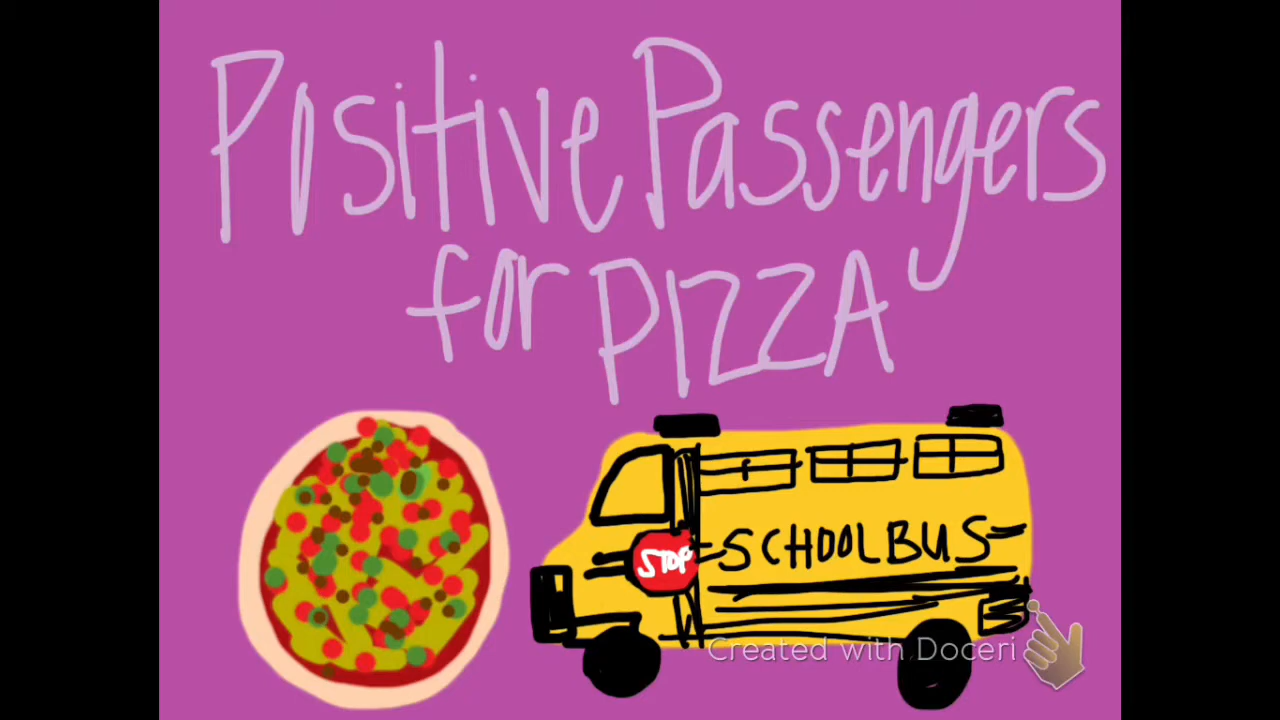 Positive Passengers
for PIZZA
-SCHOOLBUS-
STOP
Created with Doceri